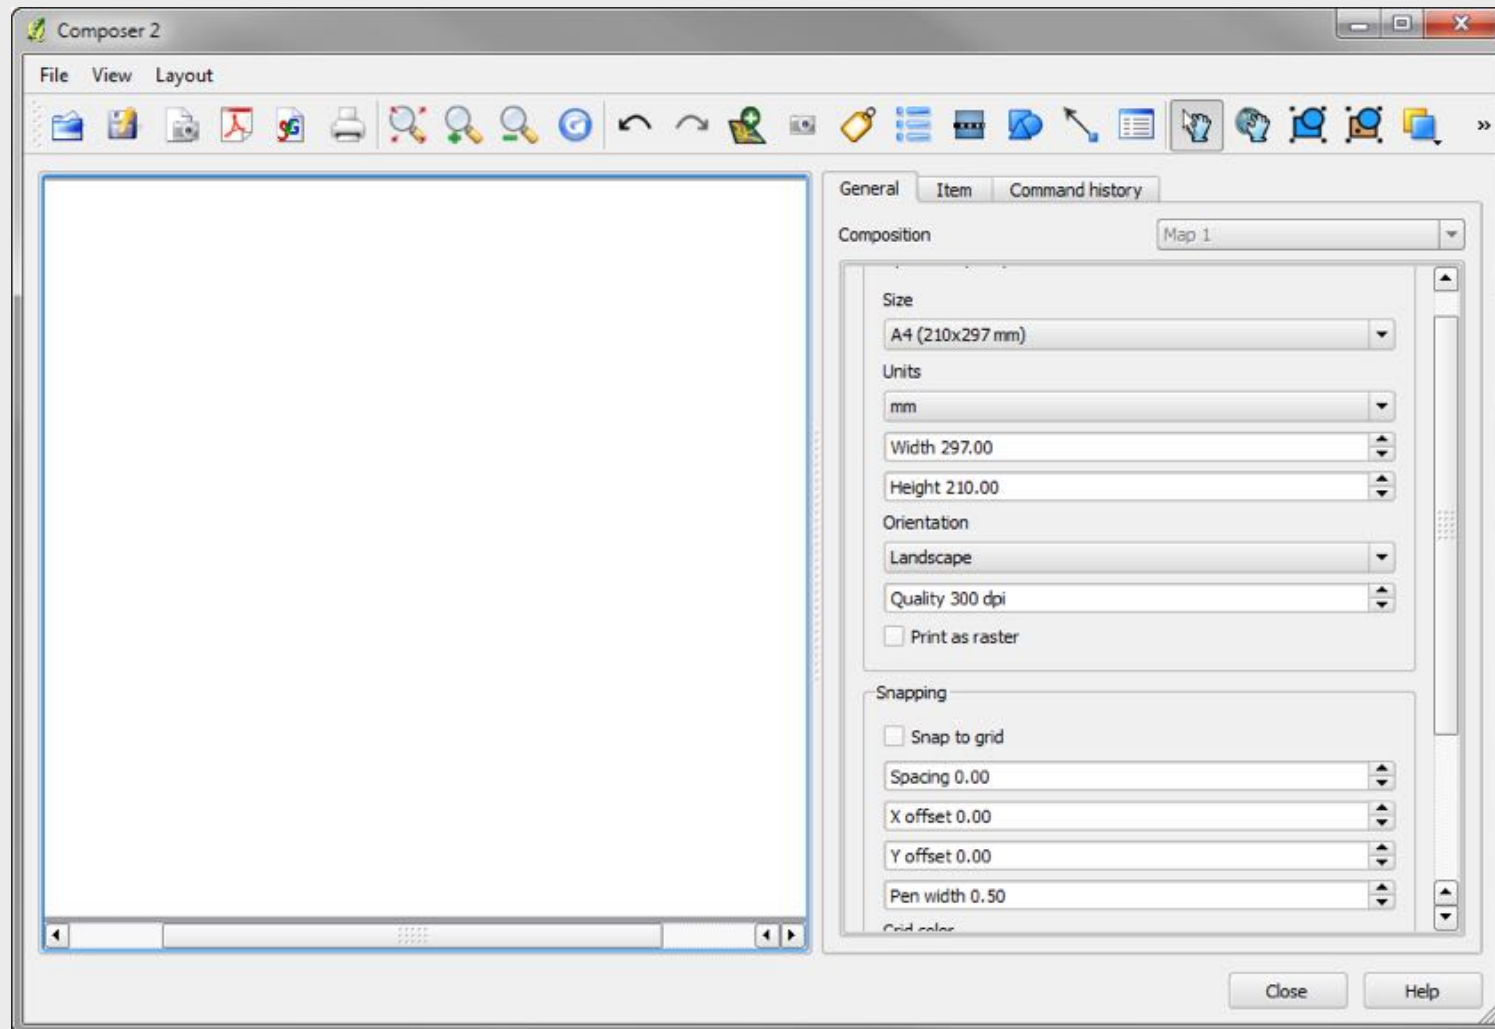 Composer 2
File View Layout
»
General Item Command history
Composition Map 1
Size
A4 (210x297 mm)
Units
mm
Width 297.00
Height 210.00
Orientation
Landscape
Quality 300 dpi
Print as raster
Snapping
Snap to grid
Spacing 0.00
X offset 0.00
Y offset 0.00
Pen width 0.50
Grid color
Close Help